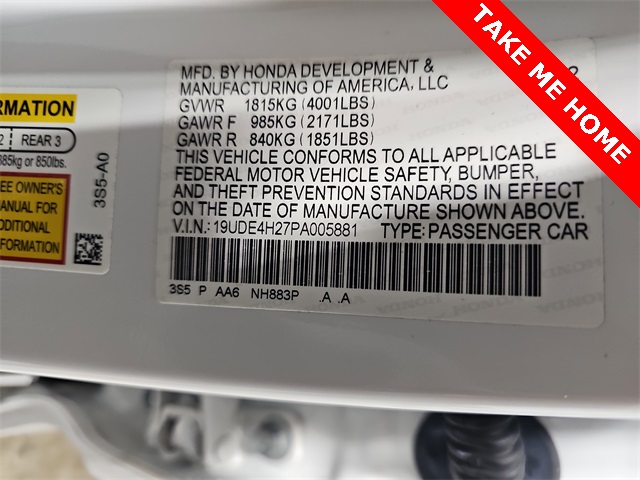 TAKE ME HOME
MFD. BY HONDA DEVELOPMENT &
MANUFACTURING OF AMERICA, LLC
GVWR 1815KG (4001LBS)
GAWR F 985KG (2171LBS)
GAWR R 840KG (1851LBS)
THIS VEHICLE CONFORMS TO ALL APPLICABLE
FEDERAL MOTOR VEHICLE SAFETY, BUMPER,
AND THEFT PREVENTION STANDARDS IN EFFECT
ON THE DATE OF MANUFACTURE SHOWN ABOVE.
V.I.N.: 19UDE4H27PA005881 TYPE: PASSENGER CAR
3S5 P AA6 NH883P .A .A
ORMATION
2 REAR 3
385kg or 850lbs.
EE OWNER'S
MANUAL FOR
DDITIONAL
FORMATION
3S5-A0